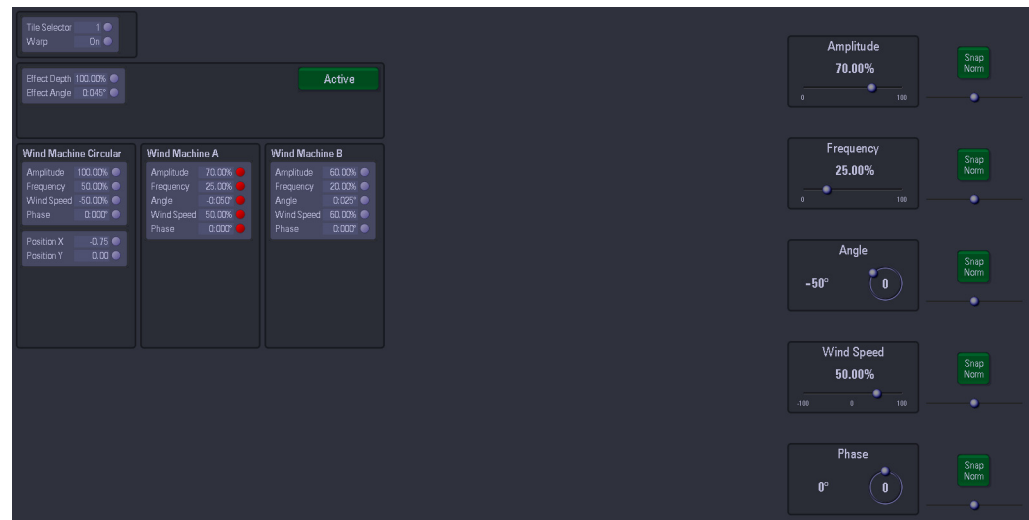 Tile Selector 1
Warp On
Effect Depth 100.00%
Effect Angle 0:045°
Active
Wind Machine Circular
Amplitude 100.00%
Frequency 50.00%
Wind Speed -50.00%
Phase 0:000°
Position X -0.75
Position Y 0.00
Wind Machine A
Amplitude 70.00%
Frequency 25.00%
Angle -0:050°
Wind Speed 50.00%
Phase 0:000°
Wind Machine B
Amplitude 60.00%
Frequency 20.00%
Angle 0:025°
Wind Speed 60.00%
Phase 0:000°
Amplitude
70.00%
0 100
Snap
Norm
Frequency
25.00%
0 100
Snap
Norm
Angle
-50° 0
Snap
Norm
Wind Speed
50.00%
-100 0 100
Snap
Norm
Phase
0° 0
Snap
Norm